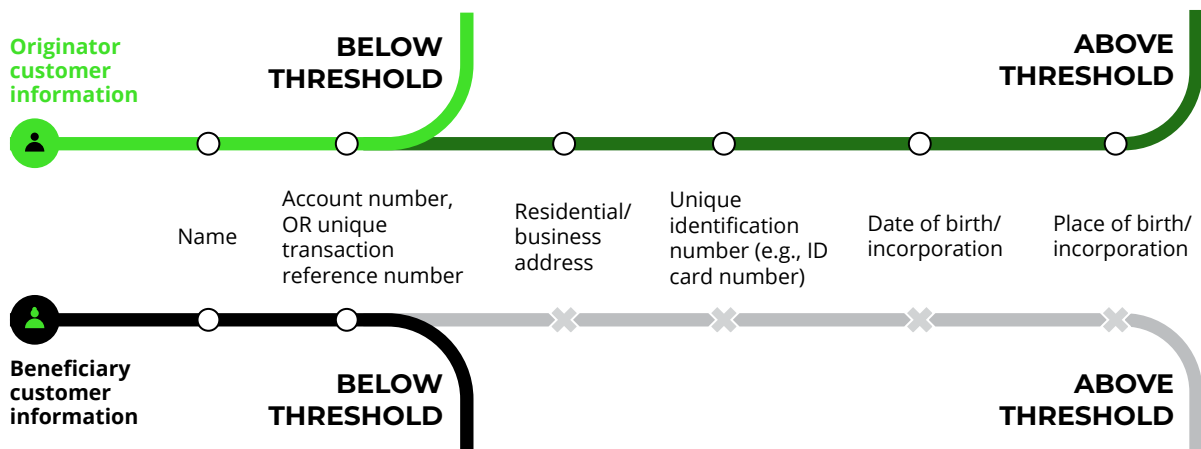 Originator
customer
information
BELOW
THRESHOLD
ABOVE
THRESHOLD
Name
Account number,
OR unique
transaction
reference number
Residential/
business
address
Unique
identification
number (e.g., ID
card number)
Date of birth/
incorporation
Place of birth/
incorporation
Beneficiary
customer
information
BELOW
THRESHOLD
ABOVE
THRESHOLD